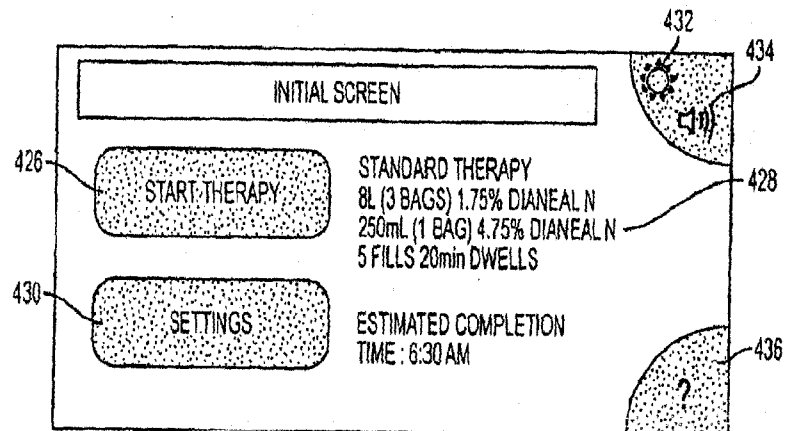 432
434
INITIAL SCREEN
426
START THERAPY
STANDARD THERAPY
8L (3 BAGS) 1.75% DIANEAL N
250mL (1 BAG) 4.75% DIANEAL N
5 FILLS 20min DWELLS
428
430
SETTINGS
ESTIMATED COMPLETION
TIME : 6:30 AM
436
?